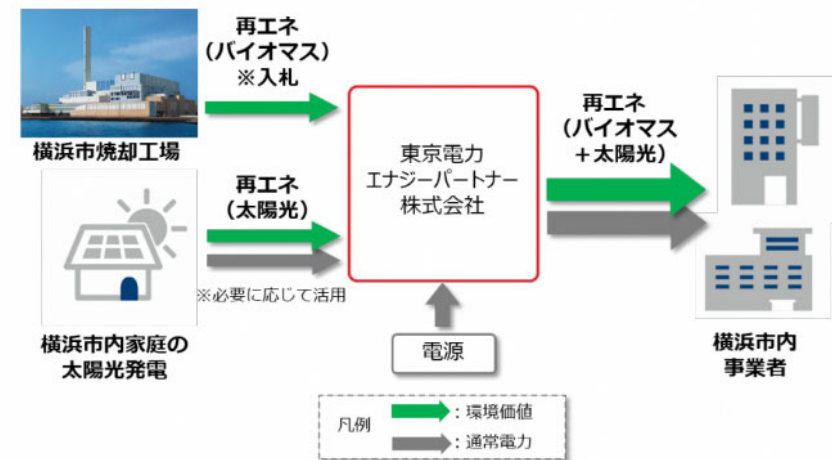 再エネ
(バイオマス)
※入札
横浜市焼却工場
再エネ
(太陽光)
※必要に応じて活用
横浜市内家庭の
太陽光発電
東京電力
エナジーパートナー
株式会社
電源
再エネ
(バイオマス
+太陽光)
横浜市内
事業者
凡例
：環境価値
：通常電力